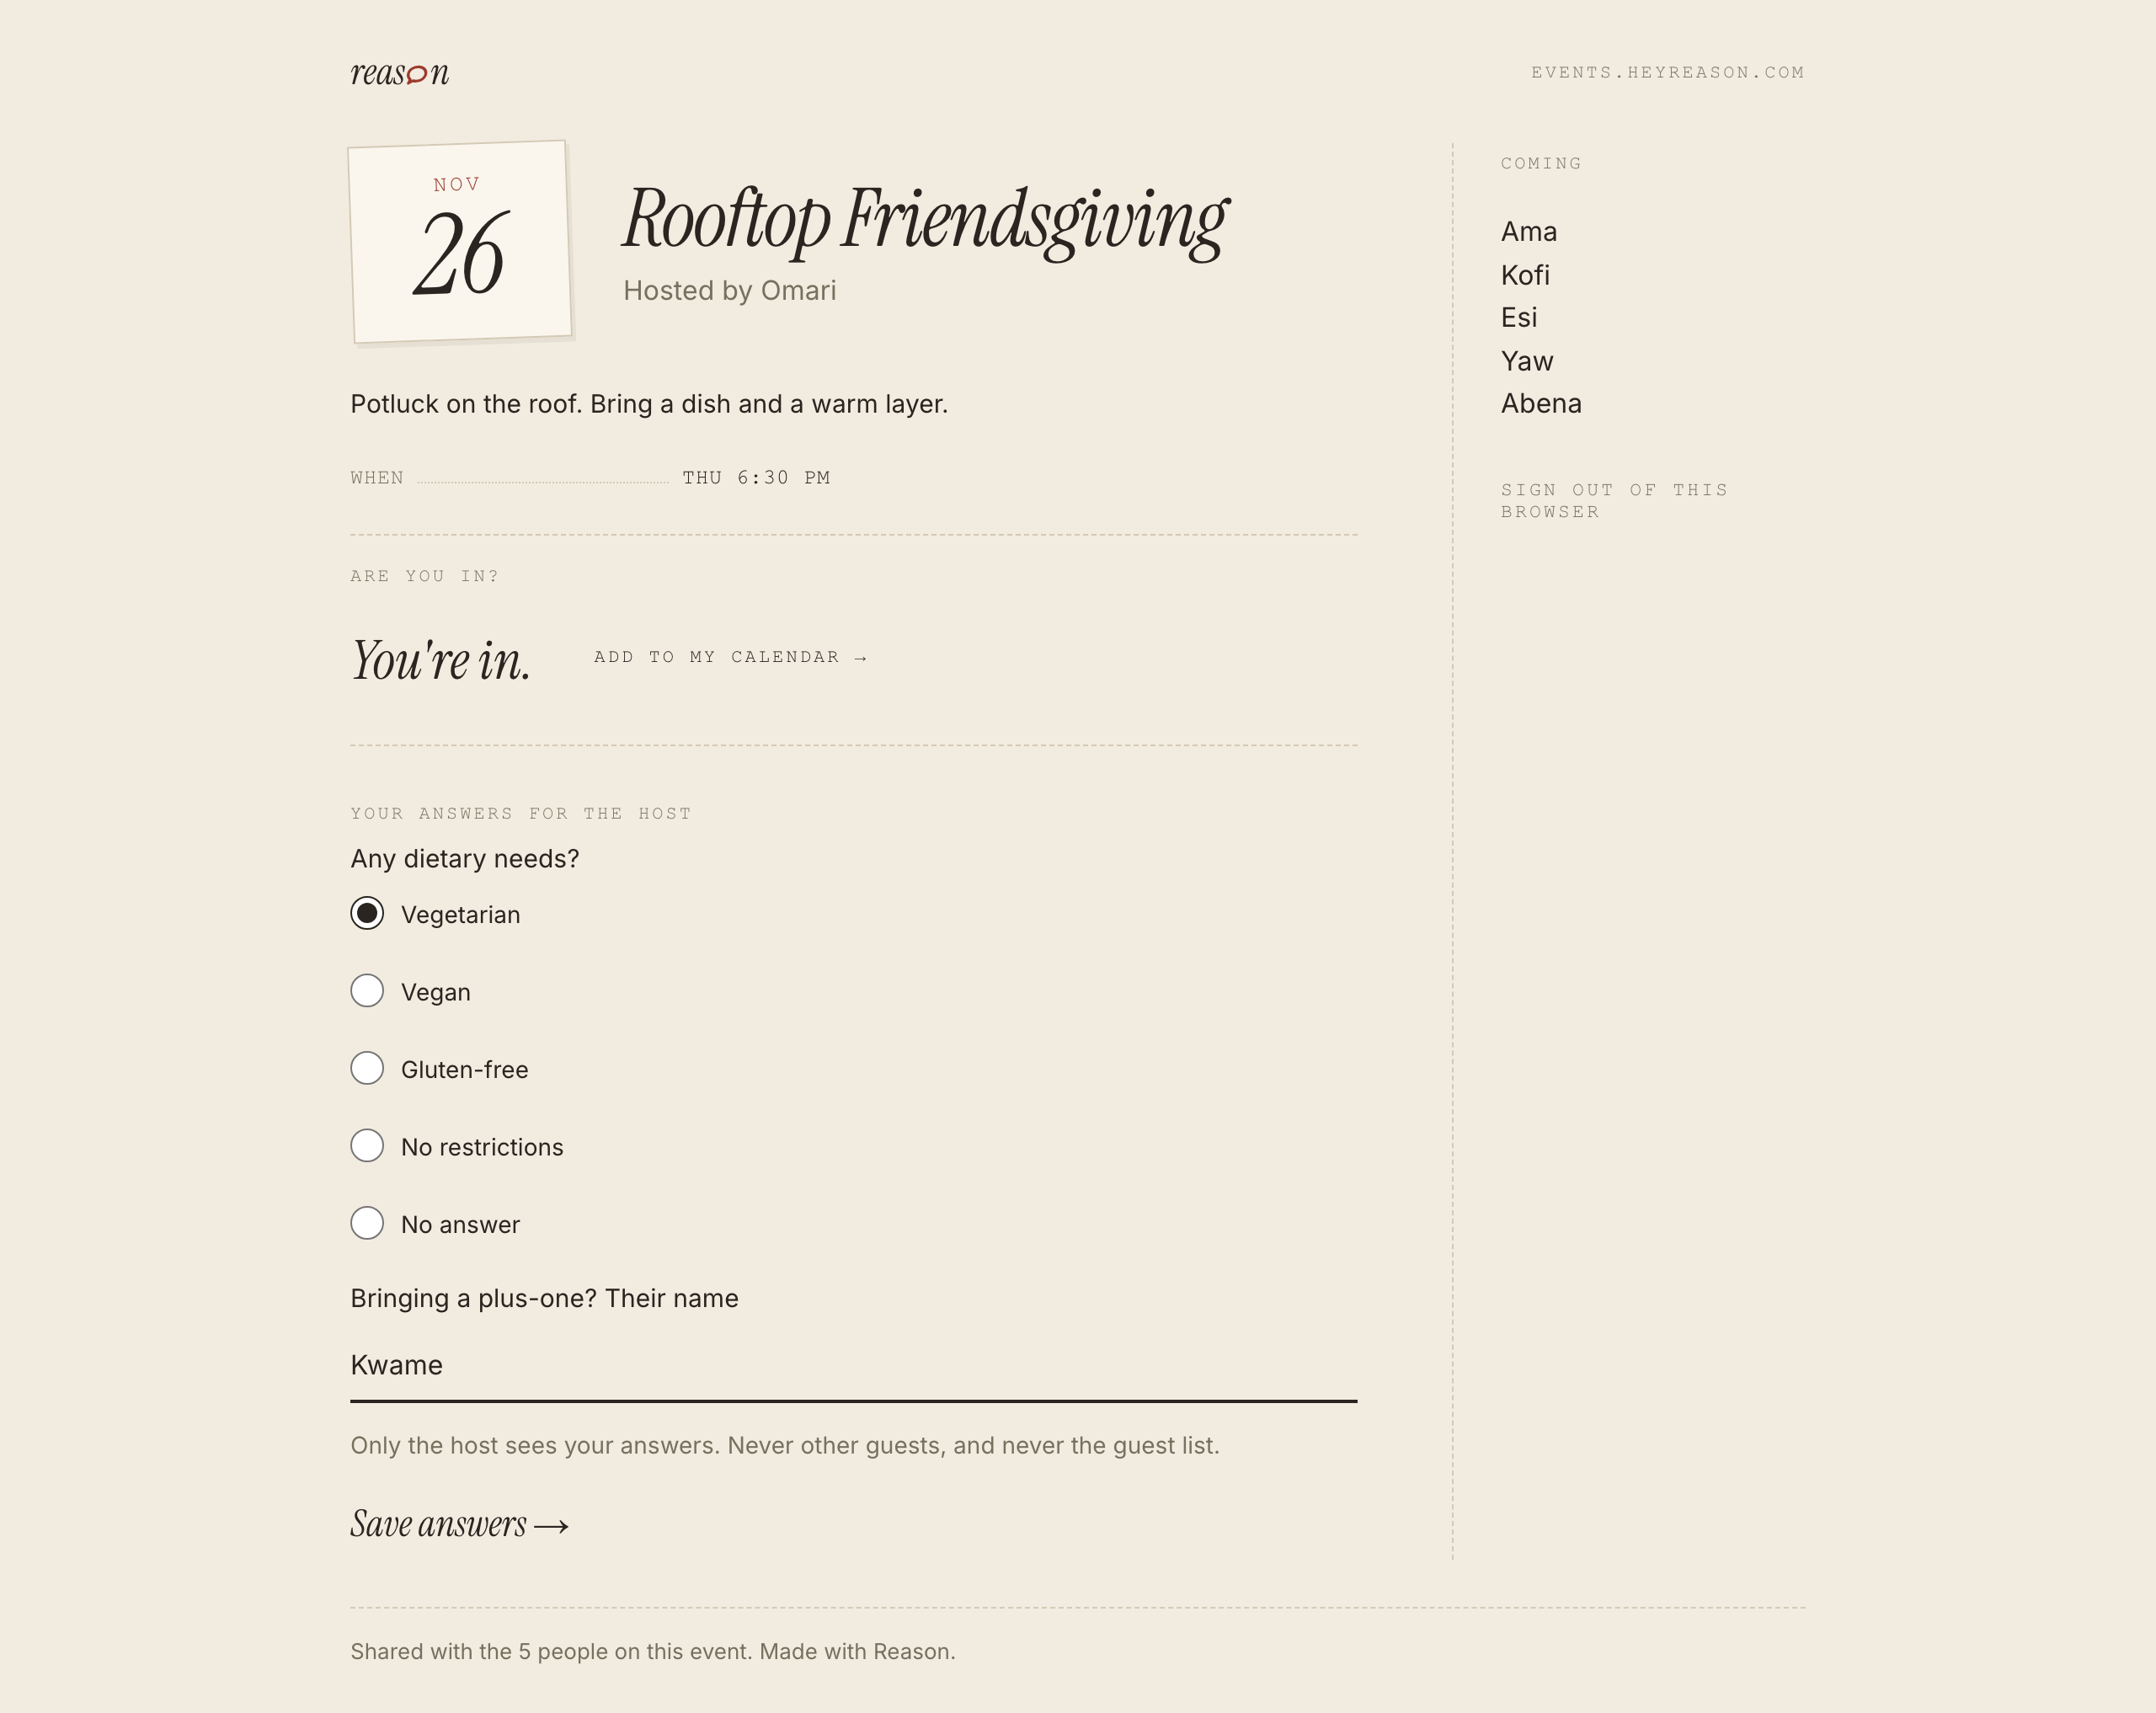 reason
EVENTS.HEYREASON.COM
NOV
26
Rooftop Friendsgiving
Hosted by Omari
Potluck on the roof. Bring a dish and a warm layer.
WHEN THU 6:30 PM
ARE YOU IN?
You're in.
ADD TO MY CALENDAR →
YOUR ANSWERS FOR THE HOST
Any dietary needs?
Vegetarian
Vegan
Gluten-free
No restrictions
No answer
Bringing a plus-one? Their name
Kwame
Only the host sees your answers. Never other guests, and never the guest list.
Save answers →
COMING
Ama
Kofi
Esi
Yaw
Abena
SIGN OUT OF THIS
BROWSER
Shared with the 5 people on this event. Made with Reason.